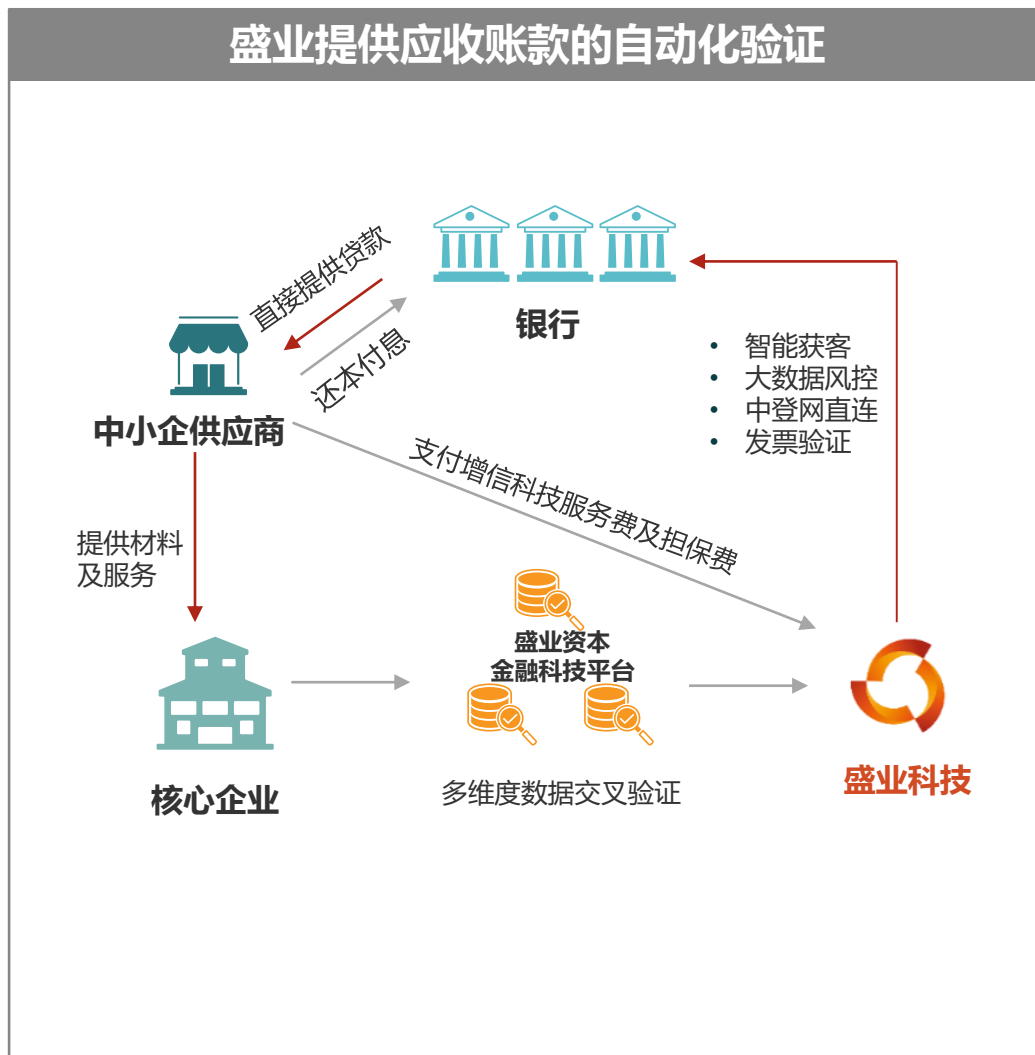 盛业提供应收账款的自动化验证
直接提供贷款
还本付息
银行
中小企供应商
• 智能获客
• 大数据风控
• 中登网直连
• 发票验证
支付增信科技服务费及担保费
提供材料
及服务
盛业资本
金融科技平台
核心企业
多维度数据交叉验证
盛业科技